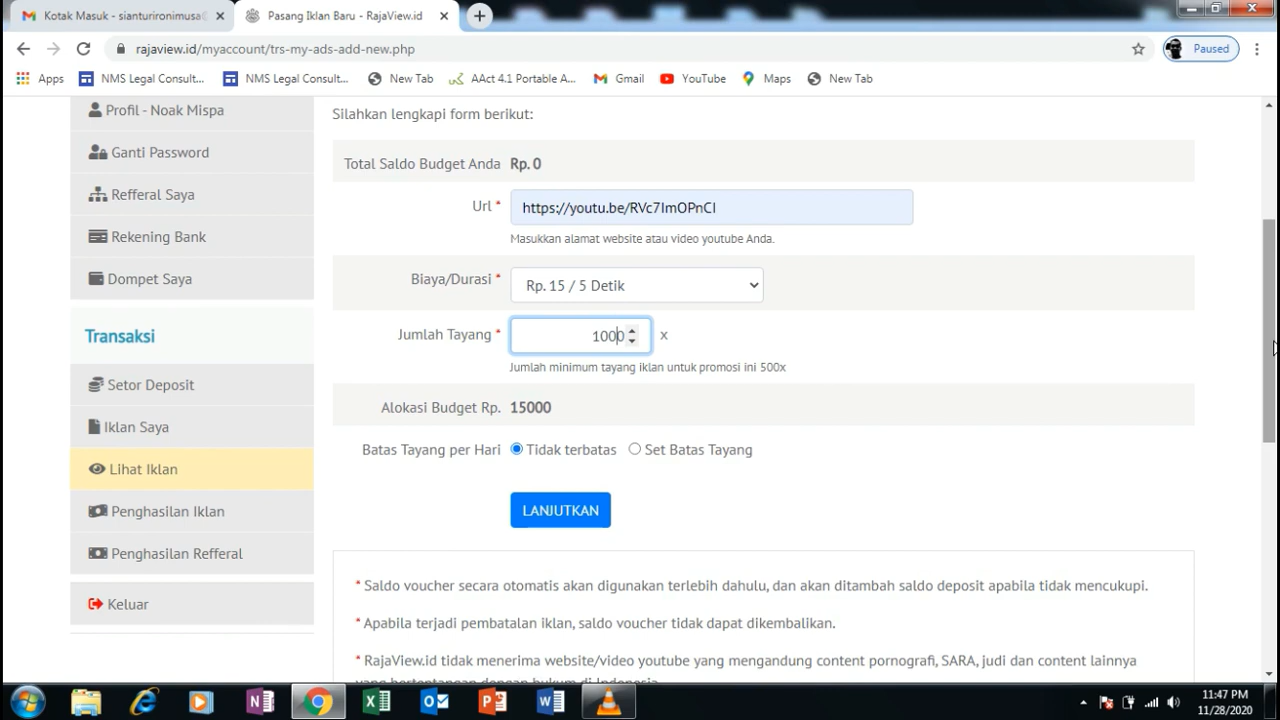 Kotak Masuk - sianturironimusa
Pasang Iklan Baru - RajaView.id
rajaview.id/myaccount/trs-my-ads-add-new.php
Paused
Apps
NMS Legal Consult...
NMS Legal Consult...
New Tab
AAct 4.1 Portable A...
Gmail
YouTube
Maps
New Tab
Profil - Noak Mispa
Ganti Password
Refferal Saya
Rekening Bank
Dompet Saya
Transaksi
Setor Deposit
Iklan Saya
Lihat Iklan
Penghasilan Iklan
Penghasilan Refferal
Keluar
Silahkan lengkapi form berikut:
Total Saldo Budget Anda Rp. 0
Url * https://youtu.be/RVc7ImOPnCI
Masukkan alamat website atau video youtube Anda.
Biaya/Durasi * Rp. 15 / 5 Detik
Jumlah Tayang * 1000 x
Jumlah minimum tayang iklan untuk promosi ini 500x
Alokasi Budget Rp. 15000
Batas Tayang per Hari Tidak terbatas Set Batas Tayang
LANJUTKAN
* Saldo voucher secara otomatis akan digunakan terlebih dahulu, dan akan ditambah saldo deposit apabila tidak mencukupi.
* Apabila terjadi pembatalan iklan, saldo voucher tidak dapat dikembalikan.
* RajaView.id tidak menerima website/video youtube yang mengandung content pornografi, SARA, judi dan content lainnya
yang bertentangan dengan hukum di Indonesia.
11:47 PM
11/28/2020